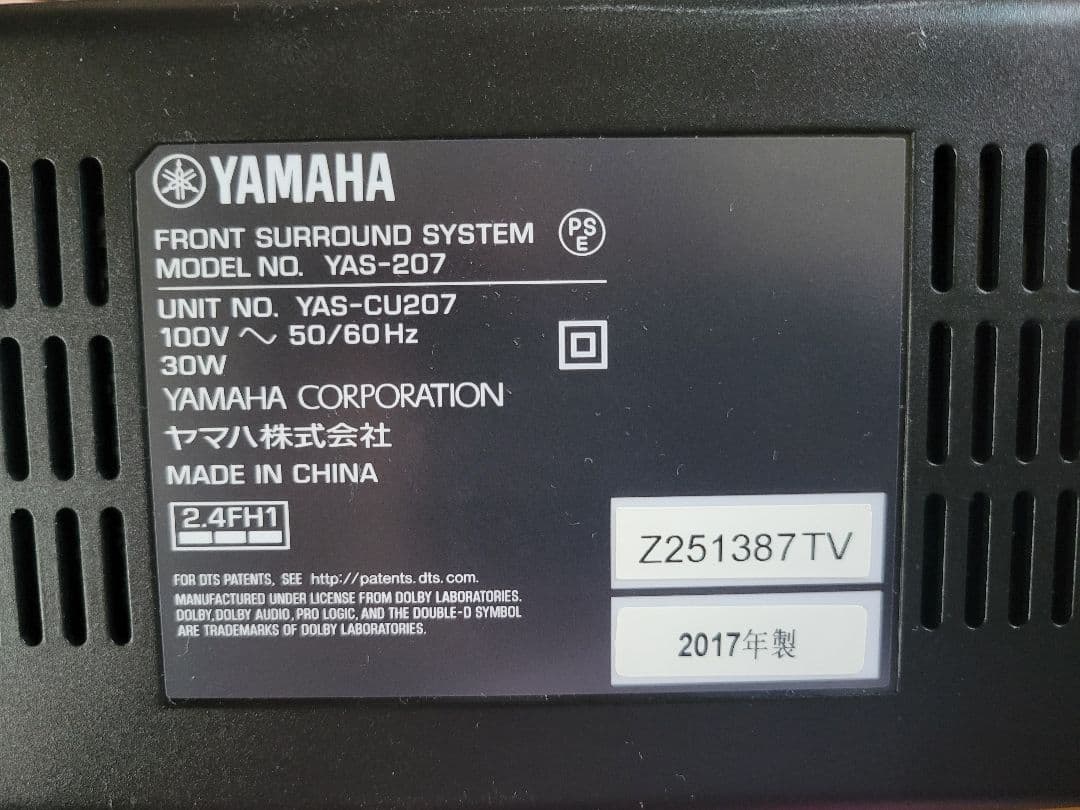 YAMAHA
FRONT SURROUND SYSTEM
MODEL NO. YAS-207
PS
E
UNIT NO. YAS-CU207
100V ～ 50/60Hz
30W
YAMAHA CORPORATION
ヤマハ株式会社
MADE IN CHINA
2.4FH1
FOR DTS PATENTS, SEE http://patents.dts.com.
MANUFACTURED UNDER LICENSE FROM DOLBY LABORATORIES.
DOLBY,DOLBY AUDIO,PRO LOGIC,AND THE DOUBLE-D SYMBOL
ARE TRADEMARKS OF DOLBY LABORATORIES.
Z251387TV
2017年製